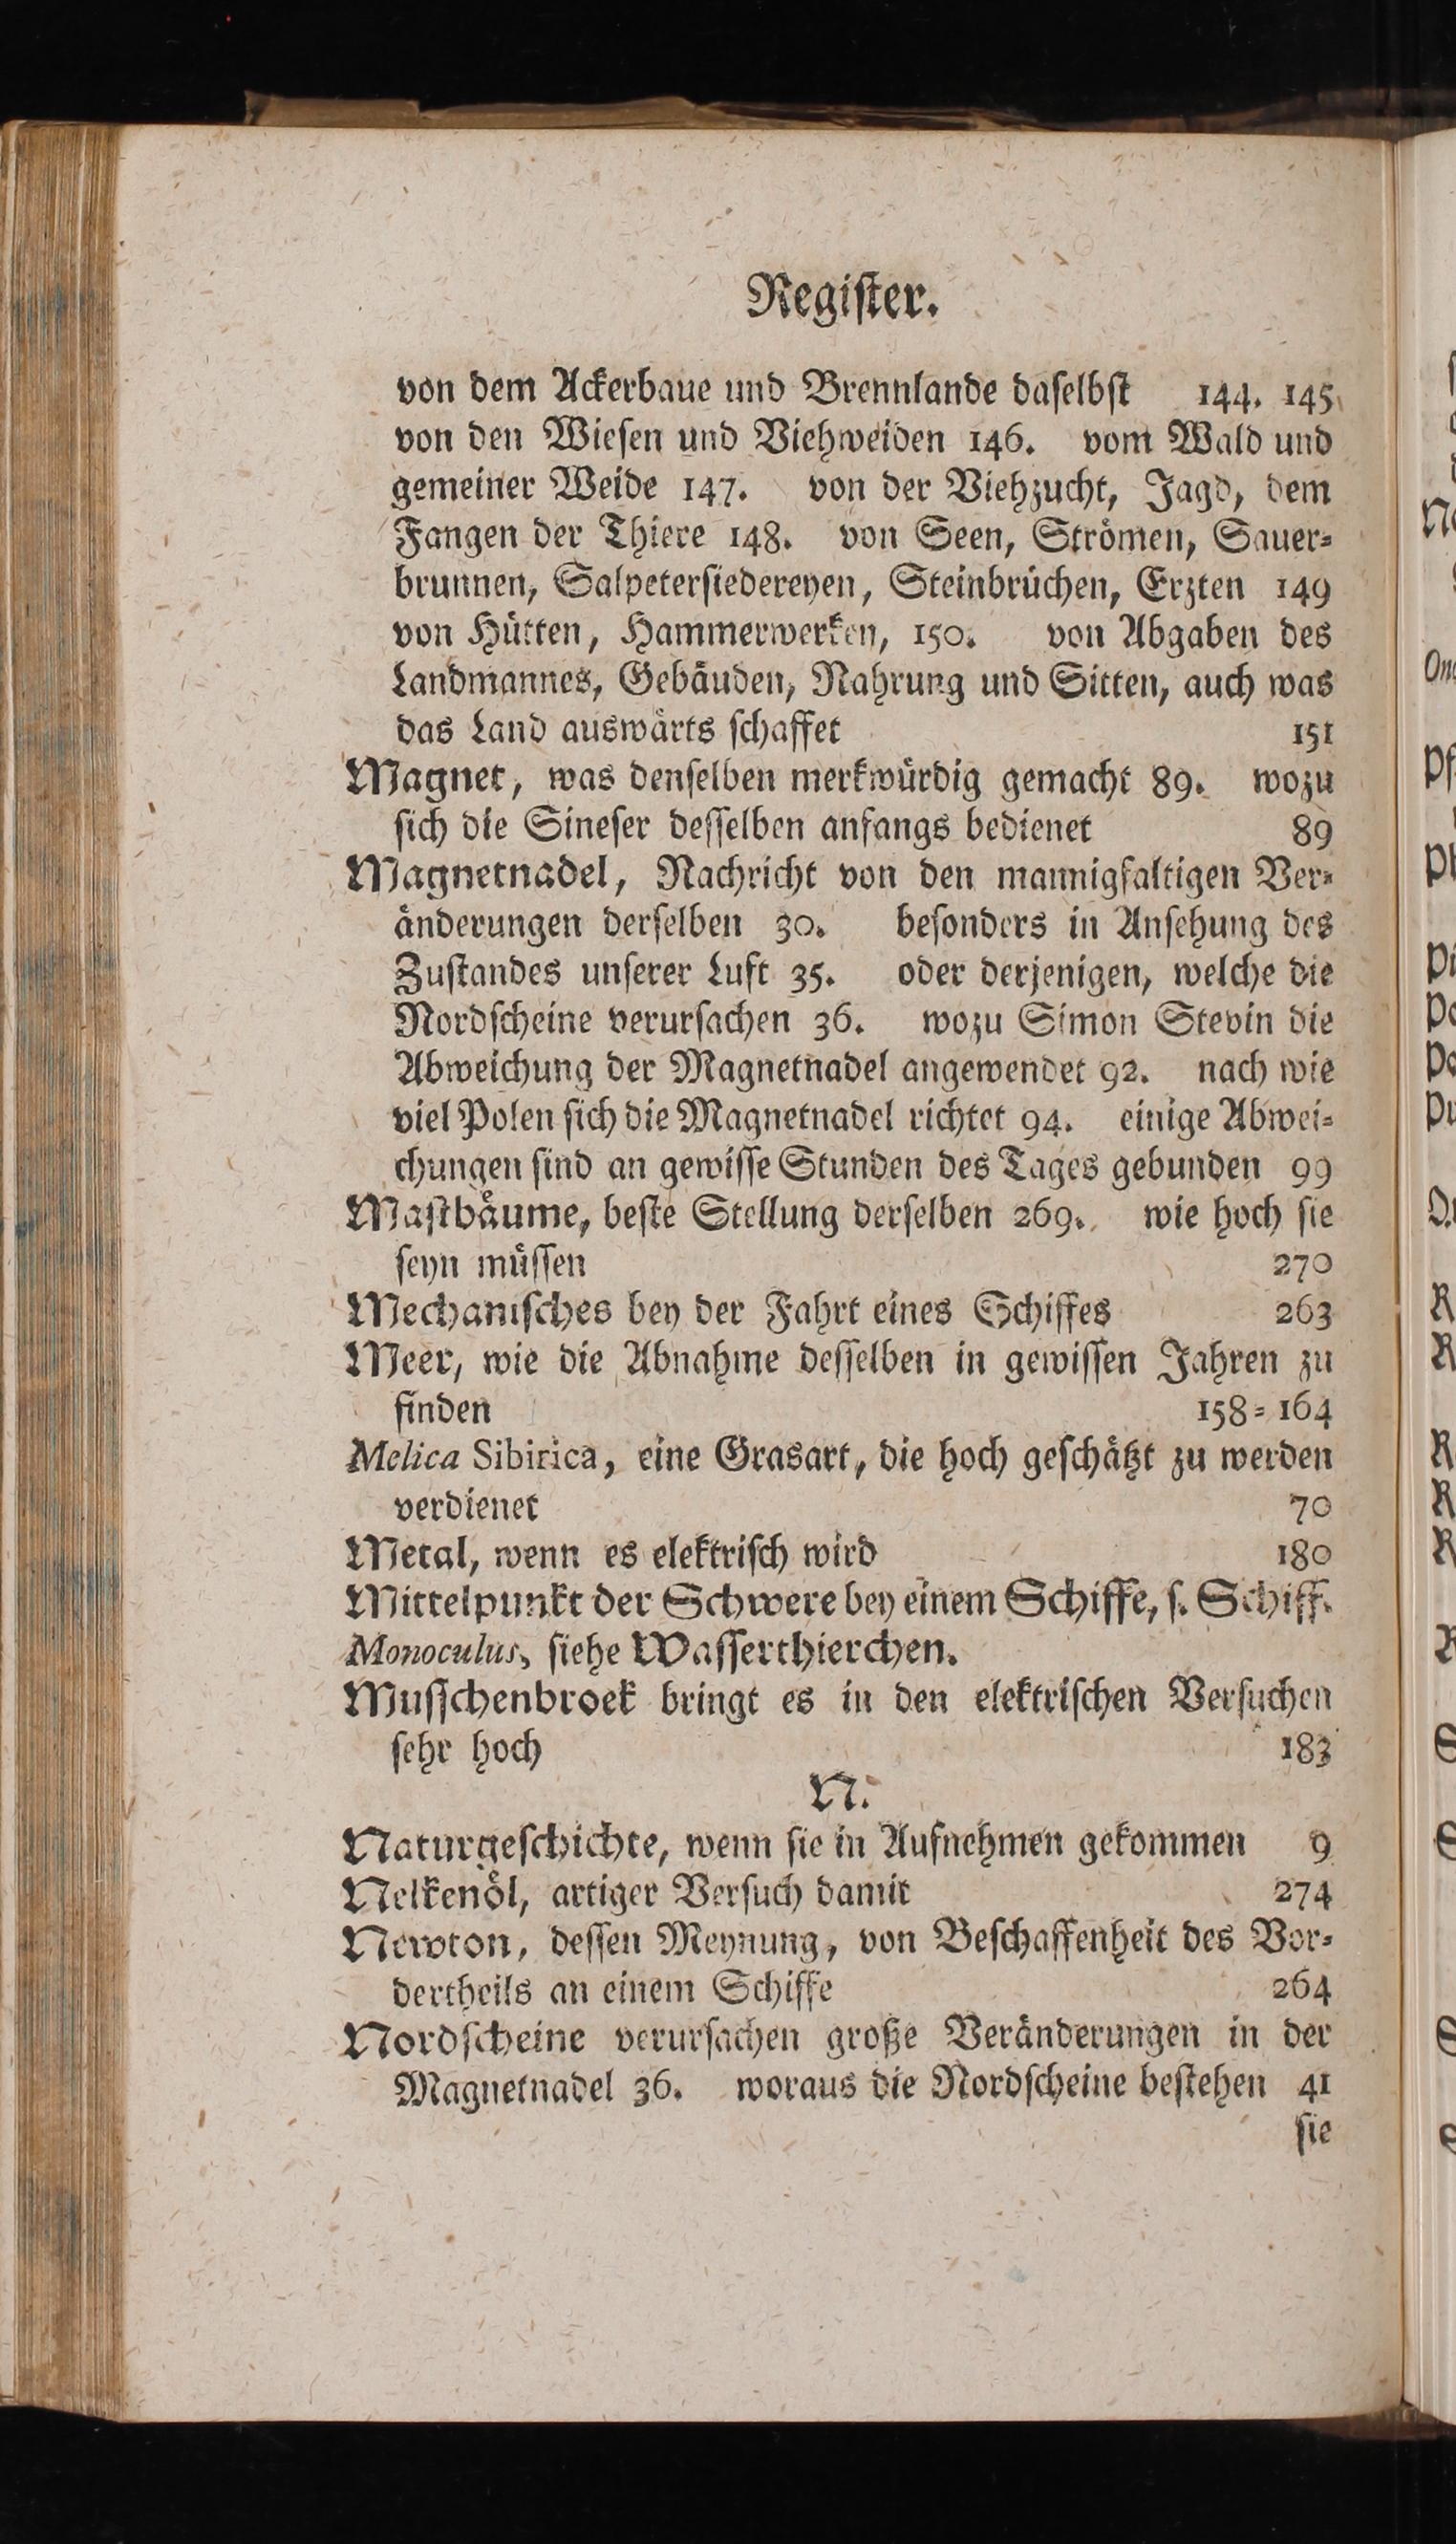 Regiſter.
von dem Ackerbaue und Brennlande daſelbſt 144. 145
von den Wieſen und Viehweiden 146. vom Wald und
gemeiner Weide 147. von der Viehzucht, Jagd, dem
Fangen der Thiere 148. von Seen, Strömen, Sauer⸗
brunnen, Salpeterſiedereyen, Steinbrüchen, Erzten 149
von Hütten, Hammerwerken, 150. von Abgaben des
Landmannes, Gebäuden, Nahrung und Sitten, auch was
das Land auswärts ſchaffet 151
Magnet, was denſelben merkwürdig gemacht 89. wozu
ſich die Sineſer deſſelben anfangs bedienet 89
Magnetnadel, Nachricht von den mannigfaltigen Ver⸗
änderungen derſelben 30. beſonders in Anſehung des
Zuſtandes unſerer Luft 35. oder derjenigen, welche die
Nordſcheine verurſachen 36. wozu Simon Stevin die
Abweichung der Magnetnadel angewendet 92. nach wie
viel Polen ſich die Magnetnadel richtet 94. einige Abwei⸗
chungen ſind an gewiſſe Stunden des Tages gebunden 99
Maſtbäume, beſte Stellung derſelben 269. wie hoch ſie
ſeyn müſſen 270
Mechaniſches bey der Fahrt eines Schiffes 263
Meer, wie die Abnahme deſſelben in gewiſſen Jahren zu
finden 158⸗164
Melica Sibirica, eine Grasart, die hoch geſchätzt zu werden
verdienet 70
Metal, wenn es elektriſch wird 180
Mittelpunkt der Schwere bey einem Schiffe, ſ. Schiff.
Monoculus, ſiehe Waſſerthierchen.
Muſſchenbroek bringt es in den elektriſchen Verſuchen
ſehr hoch 183
N.
Naturgeſchichte, wenn ſie in Aufnehmen gekommen 9
Nelkenöl, artiger Verſuch damit 274
Newton, deſſen Meynung, von Beſchaffenheit des Vor⸗
dertheils an einem Schiffe 264
Nordſcheine verurſachen große Veränderungen in der
Magnetnadel 36. woraus die Nordſcheine beſtehen 41
ſie